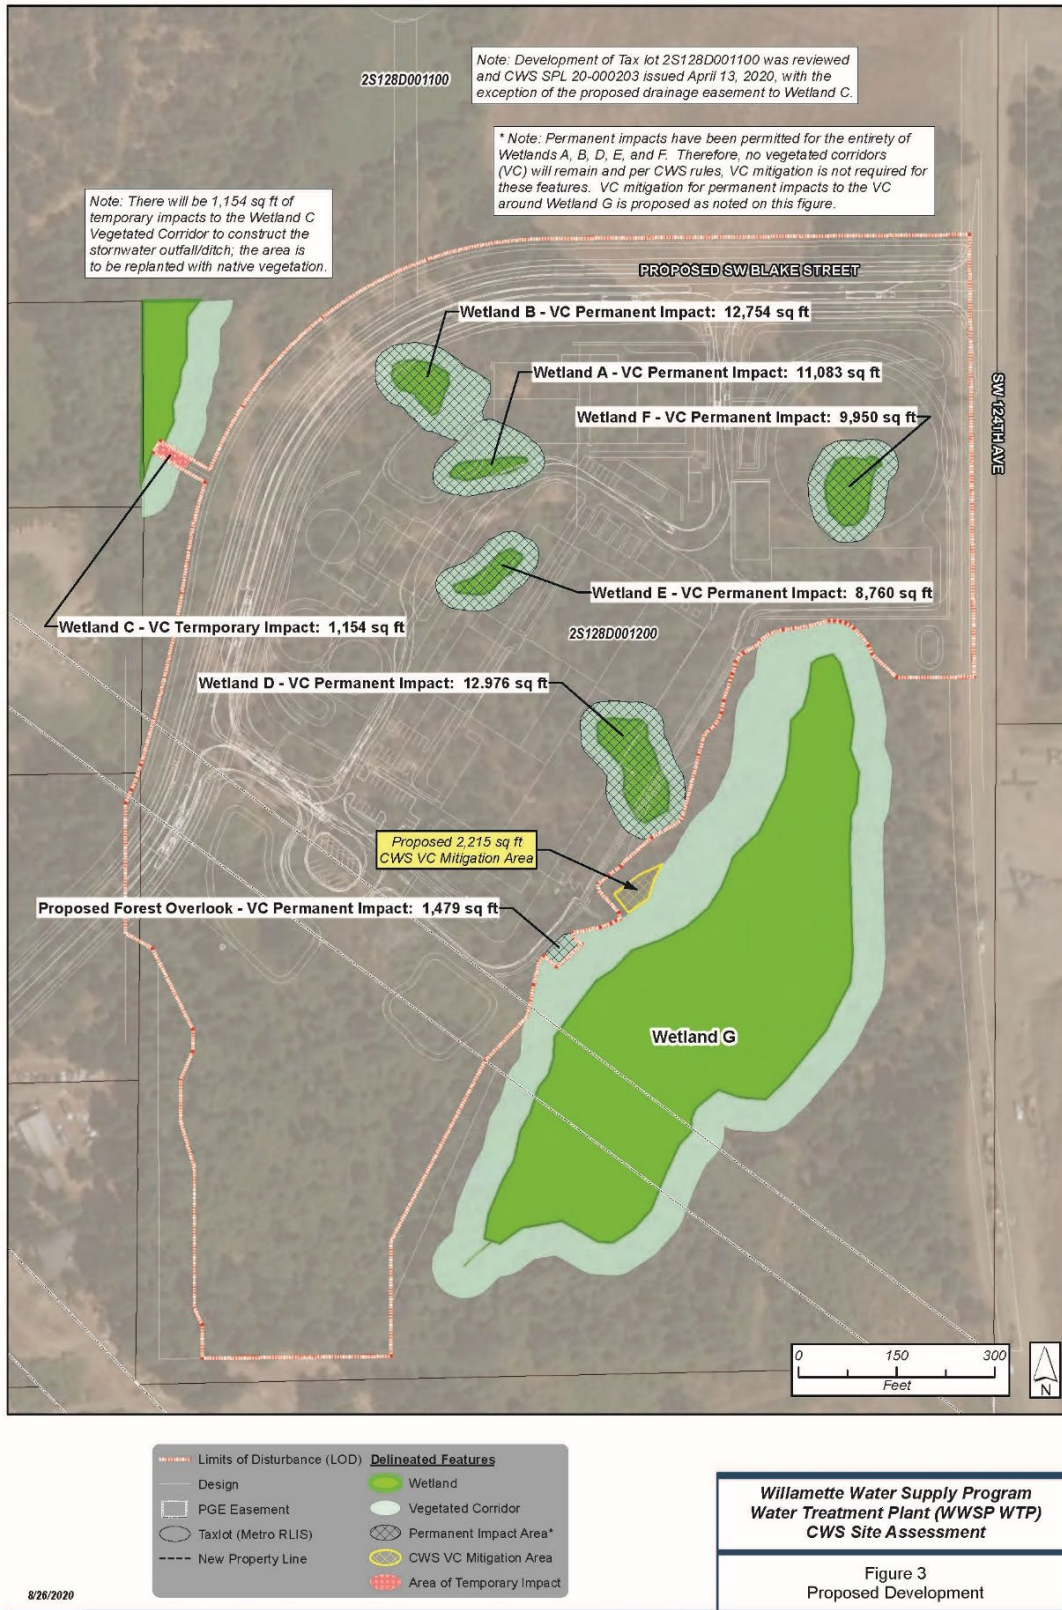 2S128D001100
Note: Development of Tax lot 2S128D001100 was reviewed
and CWS SPL 20-000203 issued April 13, 2020, with the
exception of the proposed drainage easement to Wetland C.
* Note: Permanent impacts have been permitted for the entirety of
Wetlands A, B, D, E, and F. Therefore, no vegetated corridors
(VC) will remain and per CWS rules, VC mitigation is not required for
these features. VC mitigation for permanent impacts to the VC
around Wetland G is proposed as noted on this figure.
Note: There will be 1,154 sq ft of
temporary impacts to the Wetland C
Vegetated Corridor to construct the
stornwater outfall/ditch; the area is
to be replanted with native vegetation.
PROPOSED SW BLAKE STREET
Wetland B - VC Permanent Impact: 12,754 sq ft
Wetland A - VC Permanent Impact: 11,083 sq ft
SW 124TH AVE
Wetland F - VC Permanent Impact: 9,950 sq ft
Wetland E - VC Permanent Impact: 8,760 sq ft
Wetland C - VC Termporary Impact: 1,154 sq ft
2S128D001200
Wetland D - VC Permanent Impact: 12.976 sq ft
Proposed 2,215 sq ft
CWS VC Mitigation Area
Proposed Forest Overlook - VC Permanent Impact: 1,479 sq ft
Wetland G
0 150 300
Feet
N
Limits of Disturbance (LOD)
Design
PGE Easement
Taxlot (Metro RLIS)
New Property Line
Delineated Features
Wetland
Vegetated Corridor
Permanent Impact Area*
CWS VC Mitigation Area
Area of Temporary Impact
Willamette Water Supply Program
Water Treatment Plant (WWSP WTP)
CWS Site Assessment
Figure 3
Proposed Development
8/26/2020